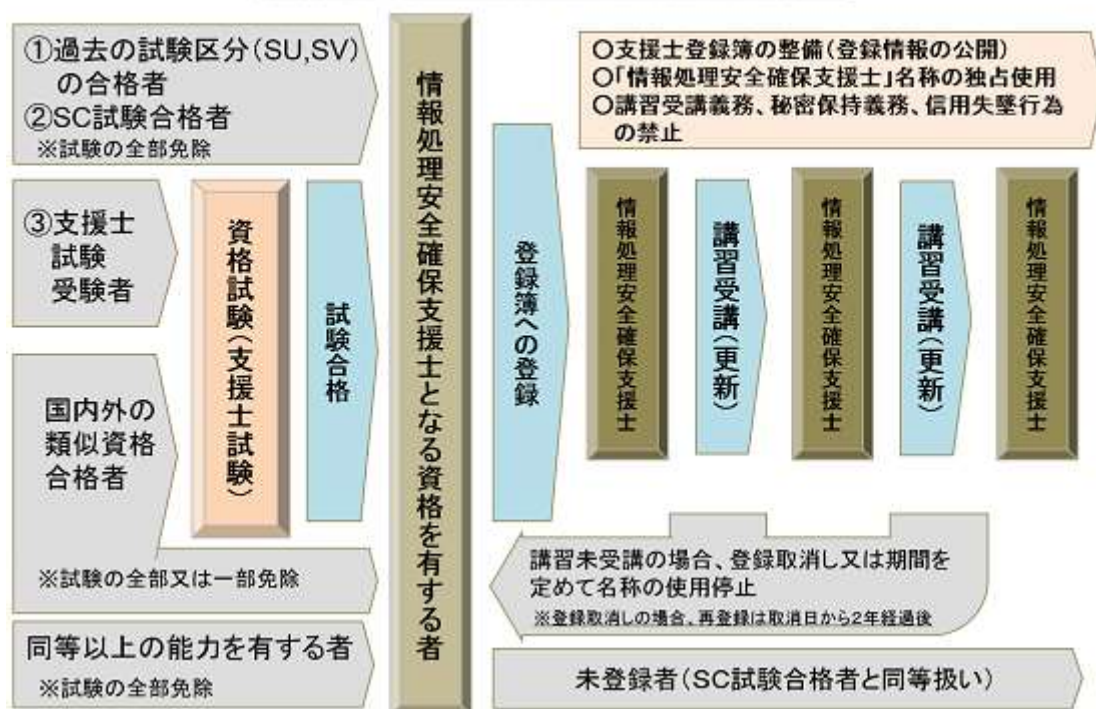 ①過去の試験区分(SU,SV)
の合格者
②SC試験合格者
※試験の全部免除
③支援士
試験
受験者
国内外の
類似資格
合格者
※試験の全部又は一部免除
同等以上の能力を有する者
※試験の全部免除
資格試験(支援士試験)
試験合格
情報処理安全確保支援士となる資格を有する者
登録簿への登録
○支援士登録簿の整備(登録情報の公開)
○「情報処理安全確保支援士」名称の独占使用
○講習受講義務、秘密保持義務、信用失墜行為
の禁止
情報処理安全確保支援士
講習受講(更新)
情報処理安全確保支援士
講習受講(更新)
情報処理安全確保支援士
講習未受講の場合、登録取消し又は期間を
定めて名称の使用停止
※登録取消しの場合、再登録は取消日から2年経過後
未登録者(SC試験合格者と同等扱い)